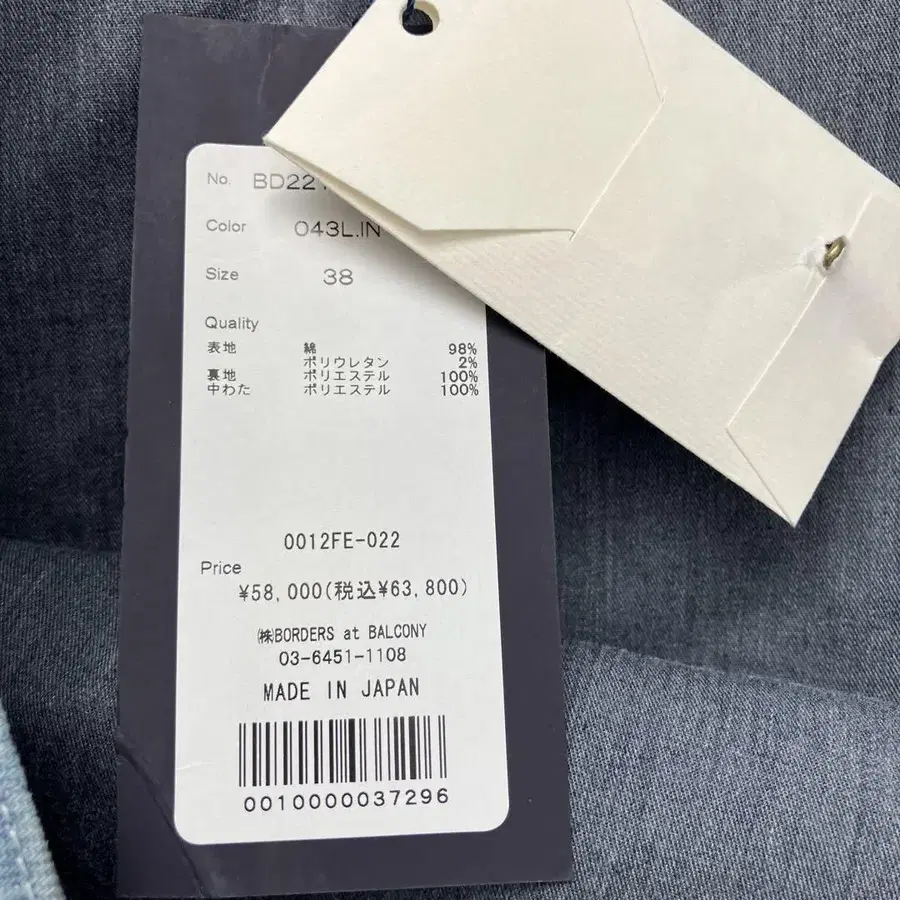 No. BD221
Color 043L.IN
Size 38
Quality
表地 綿 98%
ポリウレタン 2%
裏地 ポリエステル 100%
中わた ポリエステル 100%
0012FE-022
Price
¥58,000(税込¥63,800)
㈱BORDERS at BALCONY
03-6451-1108
MADE IN JAPAN
0010000037296